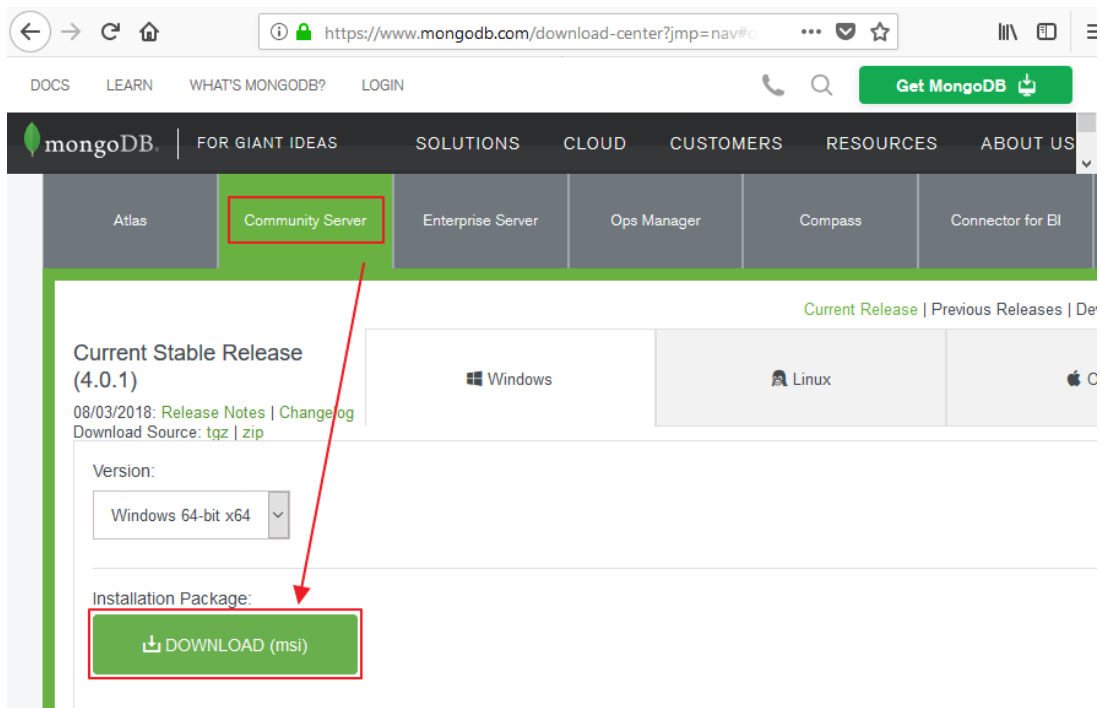 https://www.mongodb.com/download-center?jmp=nav#
DOCS LEARN WHAT'S MONGODB? LOGIN Get MongoDB
mongoDB. FOR GIANT IDEAS SOLUTIONS CLOUD CUSTOMERS RESOURCES ABOUT US
Atlas Community Server Enterprise Server Ops Manager Compass Connector for BI
Current Release | Previous Releases | De
Current Stable Release
(4.0.1)
Windows Linux
08/03/2018: Release Notes | Changelog
Download Source: tgz | zip
Version:
Windows 64-bit x64
Installation Package:
DOWNLOAD (msi)